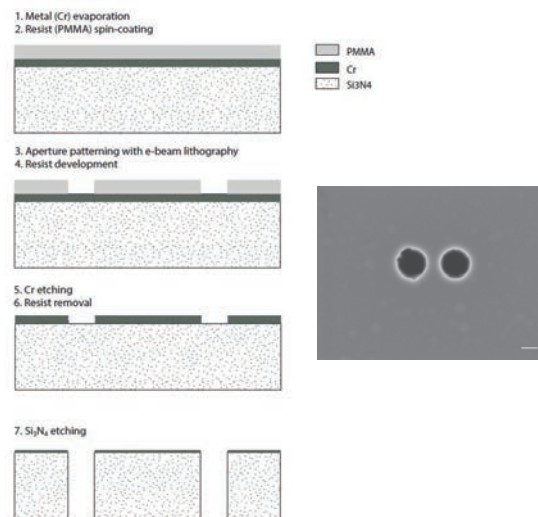 1. Metal (Cr) evaporation
2. Resist (PMMA) spin-coating
PMMA
Cr
Si3N4
3. Aperture patterning with e-beam lithography
4. Resist development
5. Cr etching
6. Resist removal
7. Si₃N₄ etching